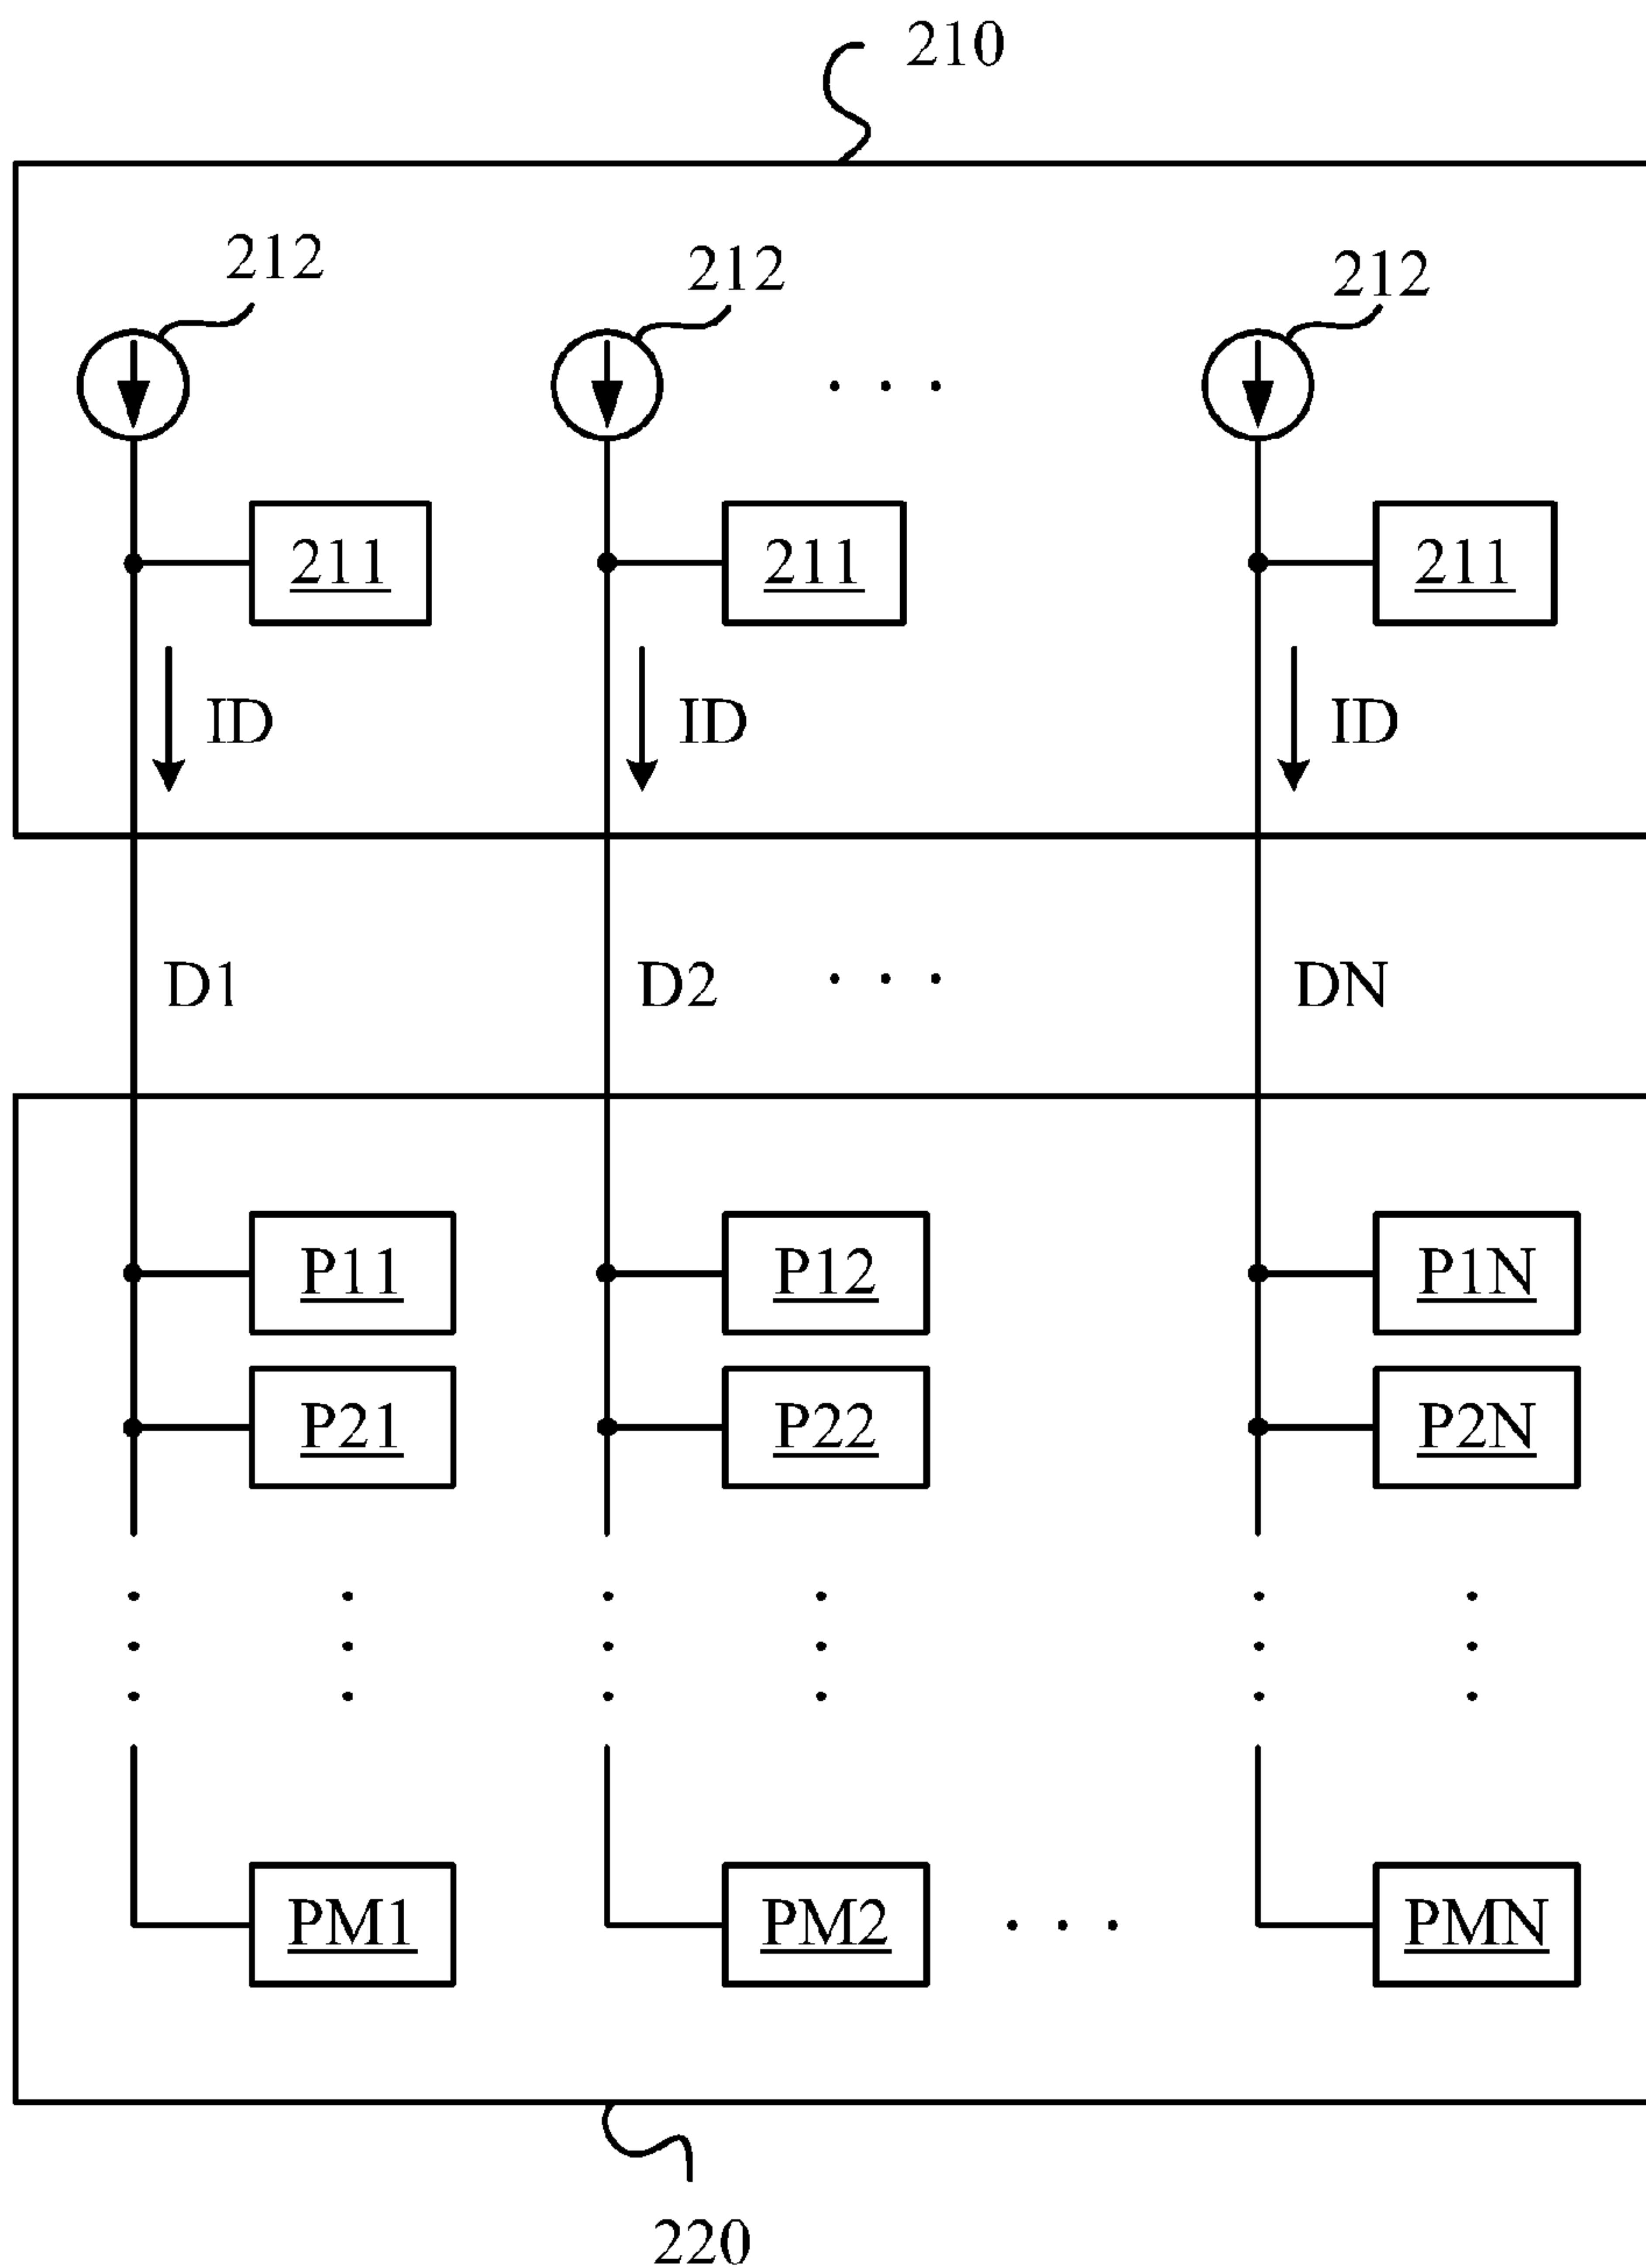 210
212 212 212
. . .
211 211 211
ID ID ID
D1 D2 . . . DN
P11 P12 P1N
P21 P22 P2N
PM1 PM2 . . . PMN
220